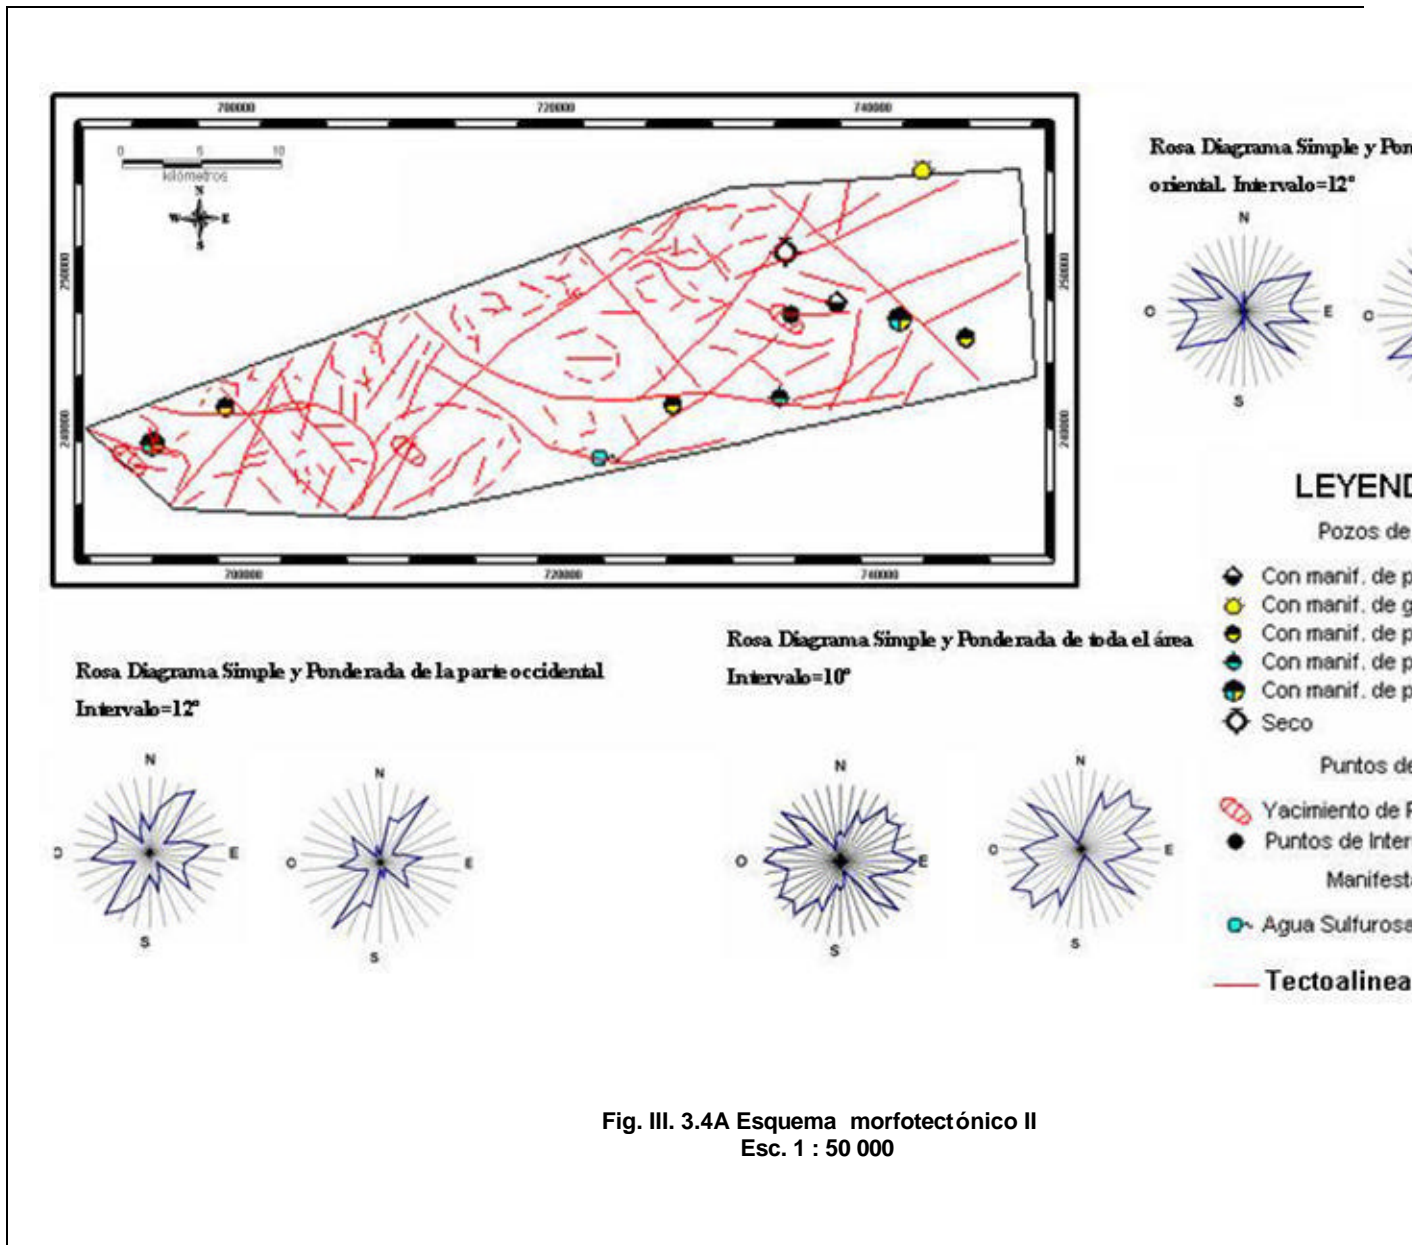 700000 720000 740000
0 5 10
kilómetros
N
W E
S
250000 250000
240000 240000
700000 720000 740000
Rosa Diagrama Simple y Pon
oriental. Intervalo=12°
N
O E O
S
LEYEND
Pozos de
Con manif. de p
Con manif. de g
Con manif. de p
Con manif. de p
Con manif. de p
Seco
Puntos de
Yacimiento de P
Puntos de Inter
Manifesta
Agua Sulfurosa
Tectoalinea
Rosa Diagrama Simple y Ponderada de la parte occidental
Intervalo=12°
N N
O E O E
S S
Rosa Diagrama Simple y Ponderada de toda el área
Intervalo=10°
N N
O E O E
S S
Fig. III. 3.4A Esquema morfotectónico II
Esc. 1 : 50 000